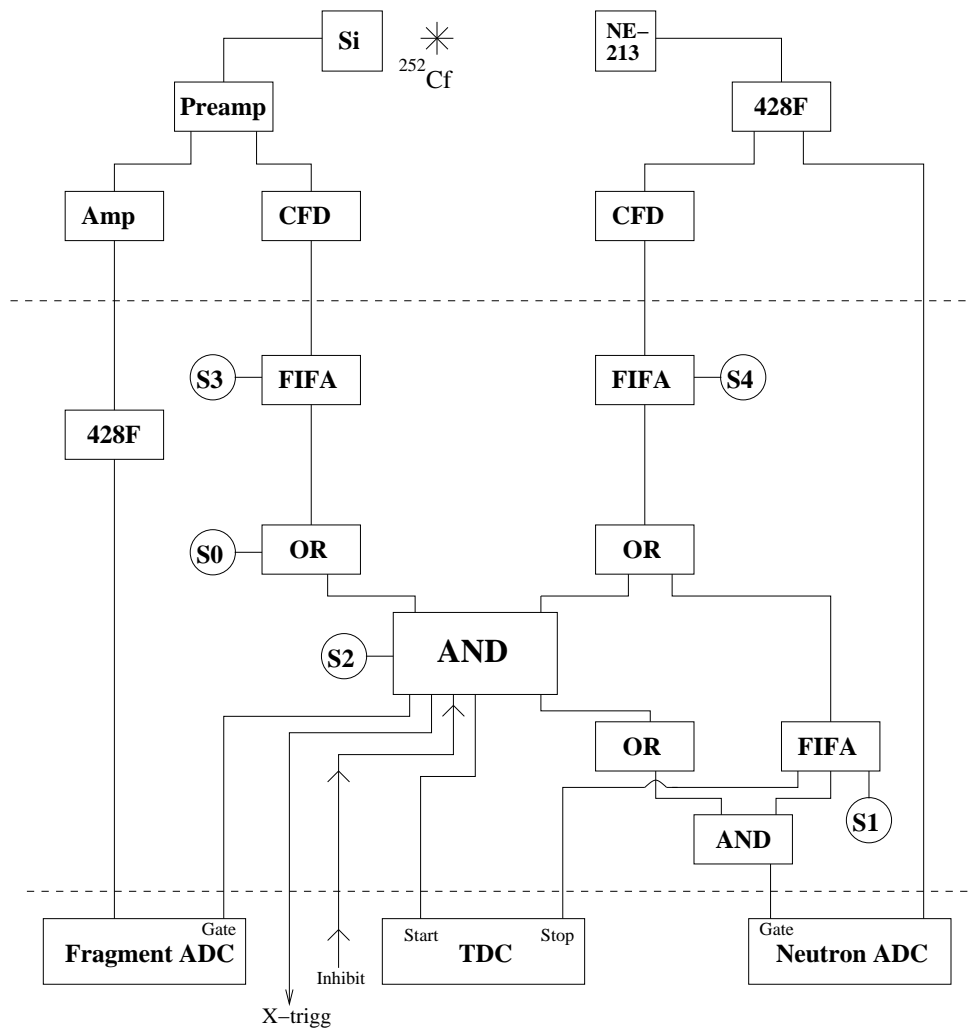 Si
252Cf
NE–
213
Preamp
428F
Amp
CFD
CFD
S3
FIFA
FIFA
S4
428F
S0
OR
OR
S2
AND
OR
FIFA
S1
AND
Gate
Fragment ADC
Start
Stop
TDC
Gate
Neutron ADC
Inhibit
X–trigg